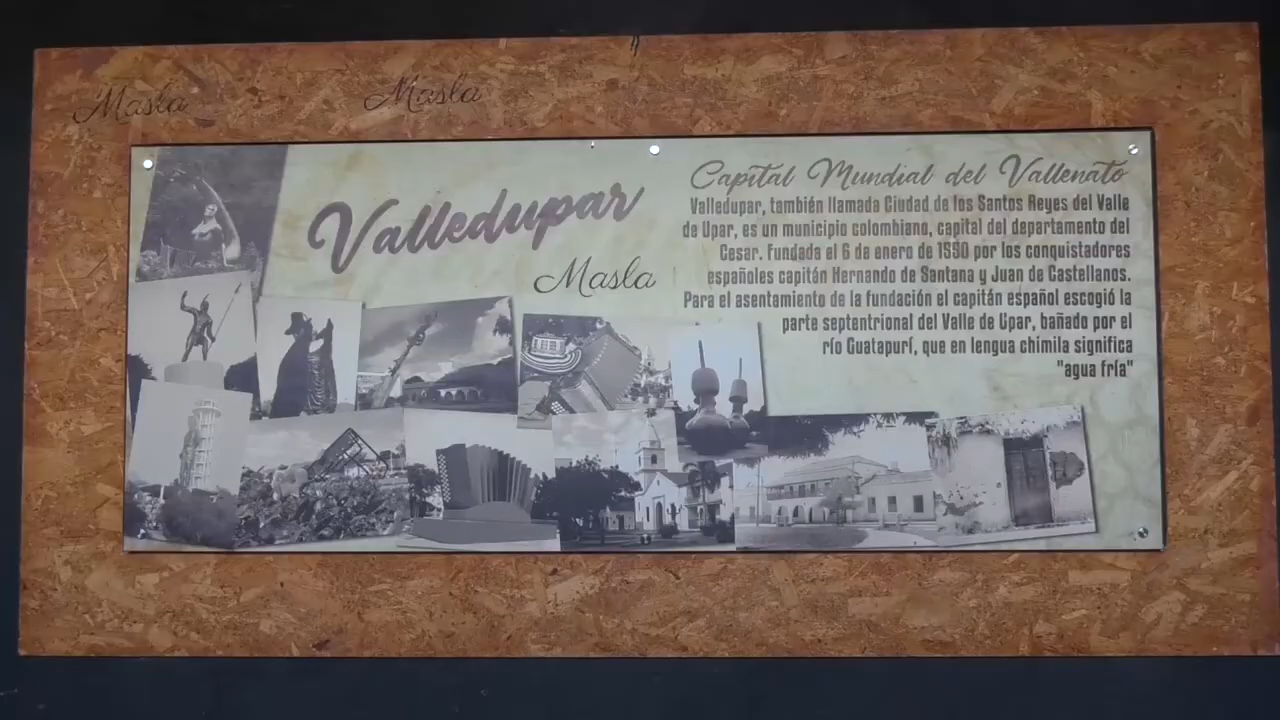 Masla
Masla
Valledupar
Masla
Capital Mundial del Vallenato
Valledupar, también llamada Ciudad de los Santos Reyes del Valle
de Upar, es un municipio colombiano, capital del departamento del
Cesar. Fundada el 6 de enero de 1550 por los conquistadores
españoles capitán Hernando de Santana y Juan de Castellanos.
Para el asentamiento de la fundación el capitán español escogió la
parte septentrional del Valle de Upar, bañado por el
río Guatapurí, que en lengua chimila significa
"agua fría"